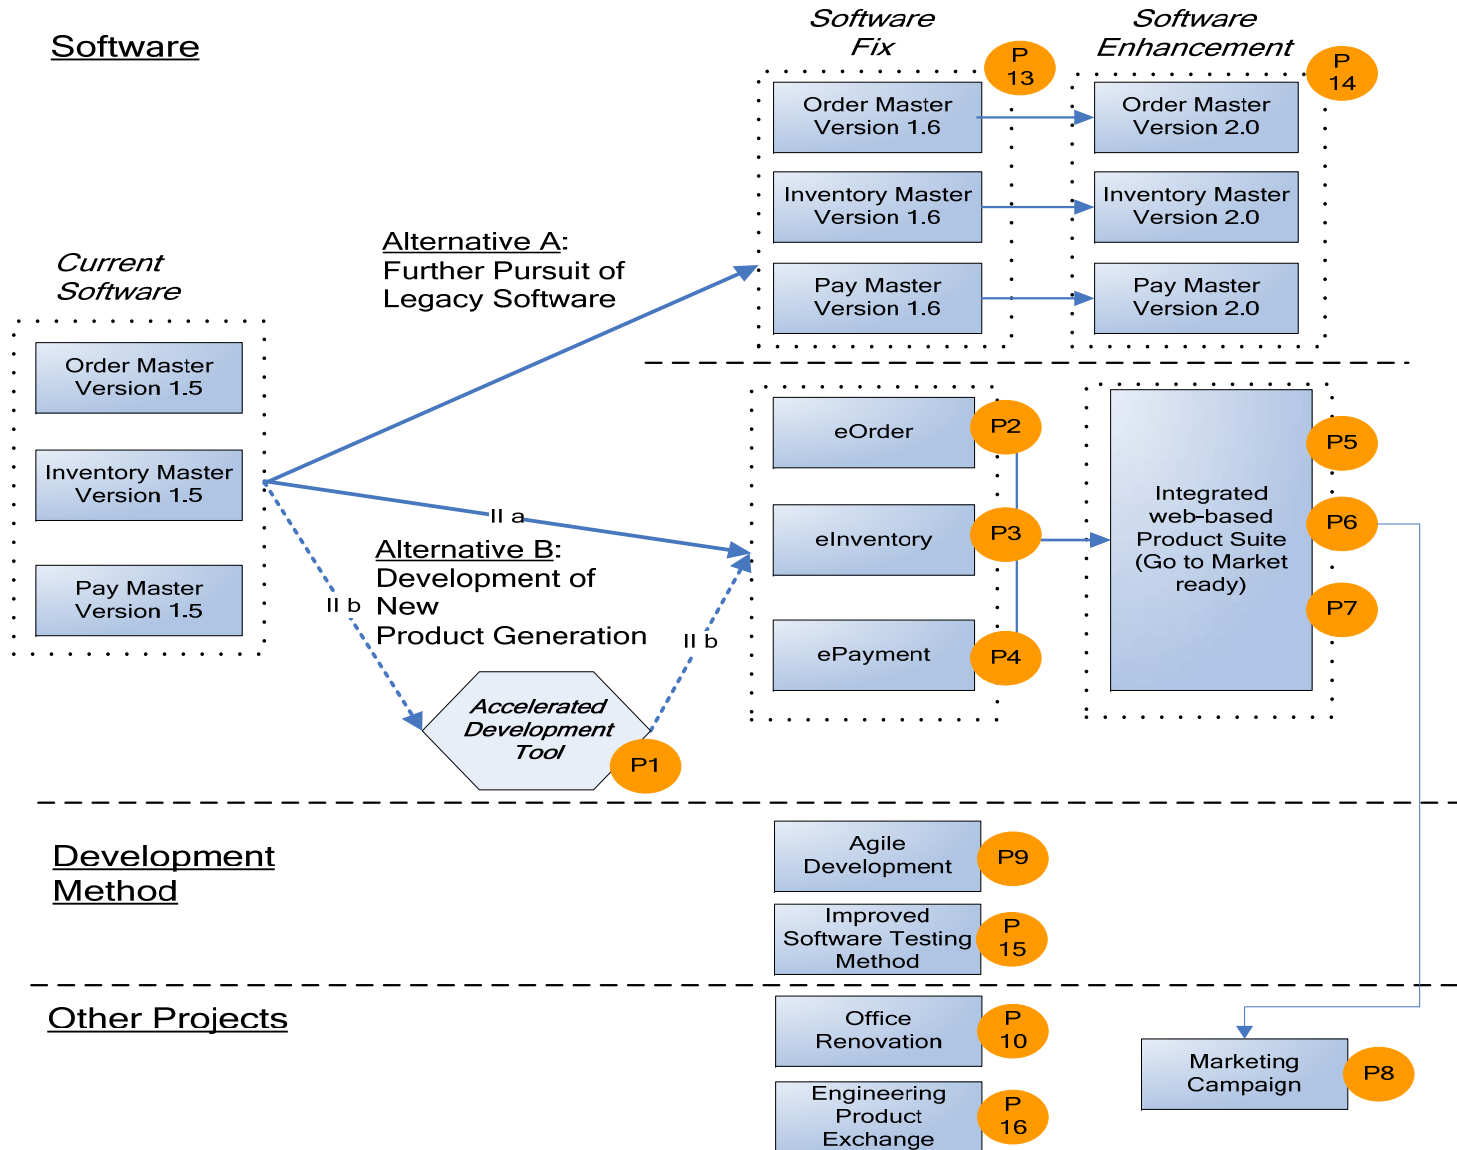 Software
Software
Fix
Software
Enhancement
P
13
P
14
Order Master
Version 1.6
Order Master
Version 2.0
Inventory Master
Version 1.6
Inventory Master
Version 2.0
Pay Master
Version 1.6
Pay Master
Version 2.0
Alternative A:
Further Pursuit of
Legacy Software
Current
Software
Order Master
Version 1.5
Inventory Master
Version 1.5
Pay Master
Version 1.5
II a
Alternative B:
Development of
New
Product Generation
II b
II b
Accelerated
Development
Tool
P1
eOrder
P2
eInventory
P3
ePayment
P4
Integrated
web-based
Product Suite
(Go to Market
ready)
P5
P6
P7
Development
Method
Agile
Development
P9
Improved
Software Testing
Method
P
15
Other Projects
Office
Renovation
P
10
Engineering
Product
Exchange
P
16
Marketing
Campaign
P8